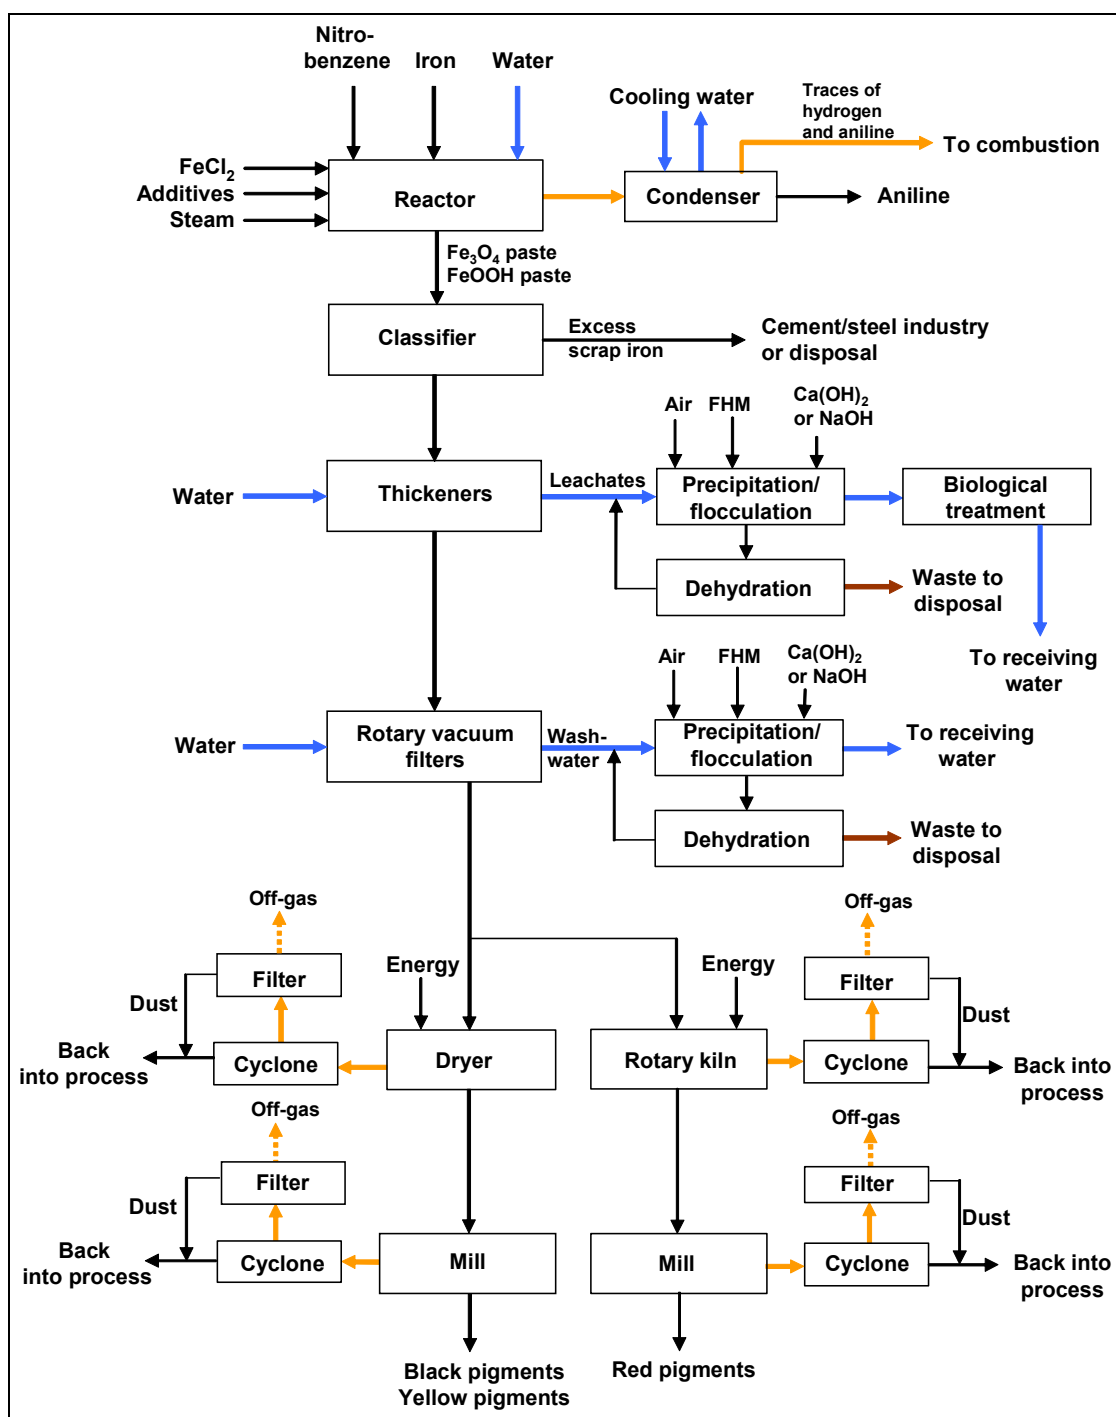 Nitro-
benzene
Iron
Water
Cooling water
Traces of
hydrogen
and aniline
To combustion
FeCl2
Additives
Steam
Reactor
Condenser
Aniline
Fe3O4 paste
FeOOH paste
Classifier
Excess
scrap iron
Cement/steel industry
or disposal
Air
FHM
Ca(OH)2
or NaOH
Water
Thickeners
Leachates
Precipitation/
flocculation
Biological
treatment
Dehydration
Waste to
disposal
To receiving
water
Air
FHM
Ca(OH)2
or NaOH
Water
Rotary vacuum
filters
Wash-
water
Precipitation/
flocculation
To receiving
water
Dehydration
Waste to
disposal
Off-gas
Filter
Dust
Energy
Back
into process
Cyclone
Dryer
Energy
Rotary kiln
Off-gas
Filter
Dust
Cyclone
Back into
process
Off-gas
Filter
Dust
Back
into process
Cyclone
Mill
Mill
Off-gas
Filter
Dust
Cyclone
Back into
process
Black pigments
Yellow pigments
Red pigments